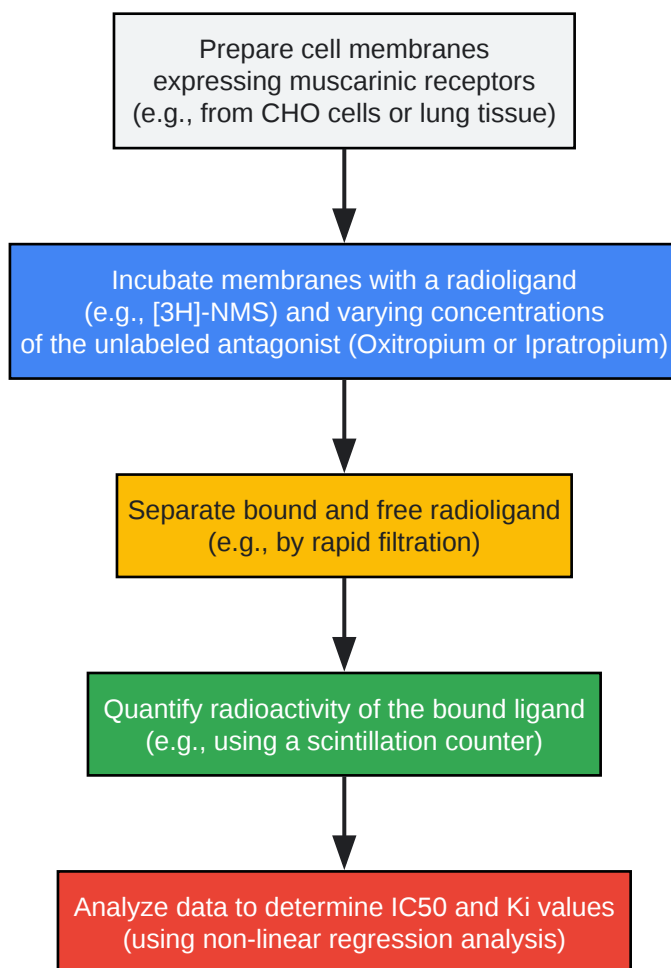 Prepare cell membranes
expressing muscarinic receptors
(e.g., from CHO cells or lung tissue)
Incubate membranes with a radioligand
(e.g., [3H]-NMS) and varying concentrations
of the unlabeled antagonist (Oxitropium or Ipratropium)
Separate bound and free radioligand
(e.g., by rapid filtration)
Quantify radioactivity of the bound ligand
(e.g., using a scintillation counter)
Analyze data to determine IC50 and Ki values
(using non-linear regression analysis)